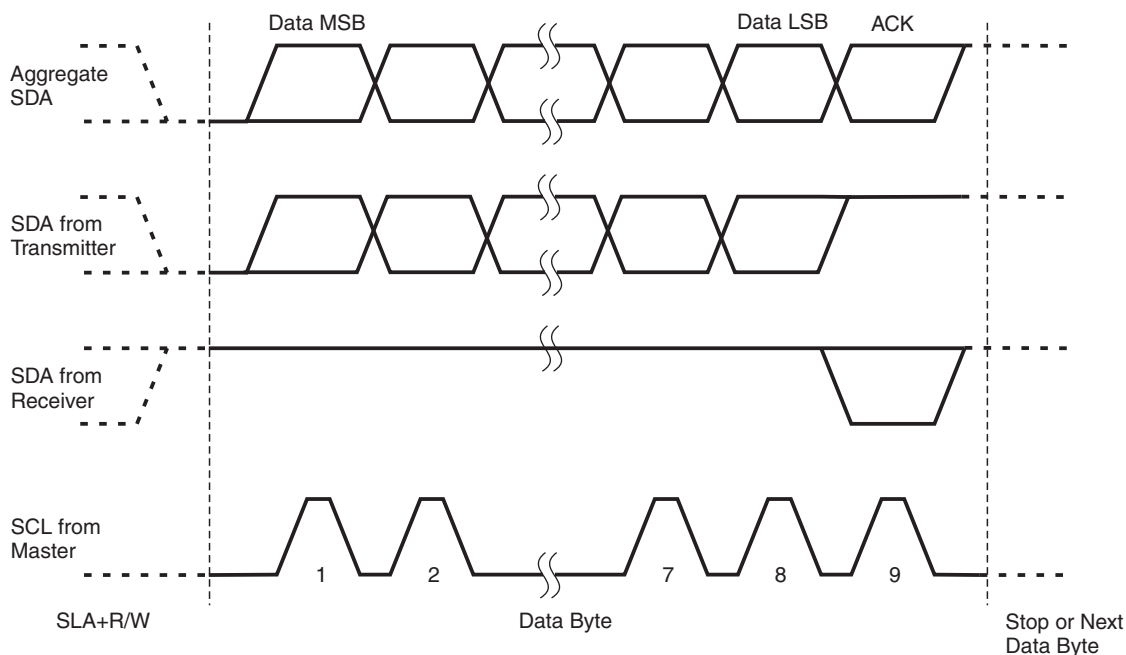 Data MSB
Data LSB
ACK
Aggregate
SDA
SDA from
Transmitter
SDA from
Receiver
SCL from
Master
1
2
7
8
9
SLA+R/W
Data Byte
Stop or Next
Data Byte